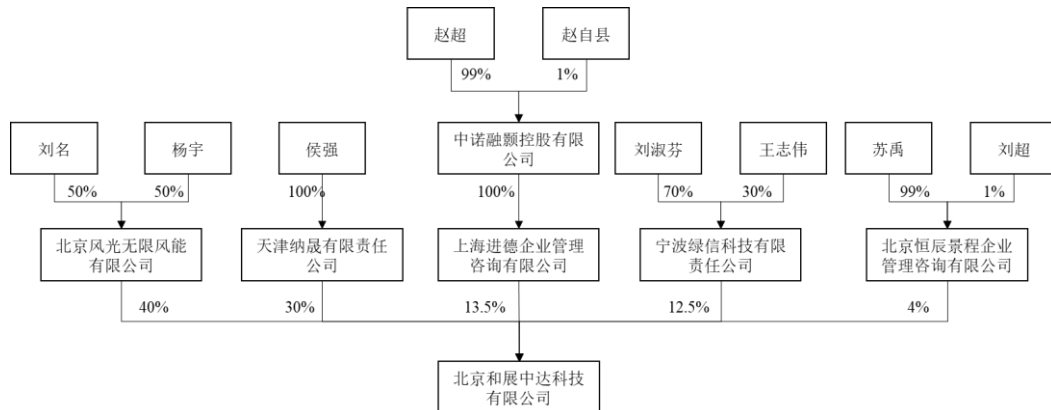 赵超
赵自县
99%
1%
中诺融颢控股有限
公司
刘名
杨宇
侯强
刘淑芬
王志伟
苏禹
刘超
50%
50%
100%
100%
70%
30%
99%
1%
北京风光无限风能
有限公司
天津纳晟有限责任
公司
上海进德企业管理
咨询有限公司
宁波绿信科技有限
责任公司
北京恒辰景程企业
管理咨询有限公司
40%
30%
13.5%
12.5%
4%
北京和展中达科技
有限公司